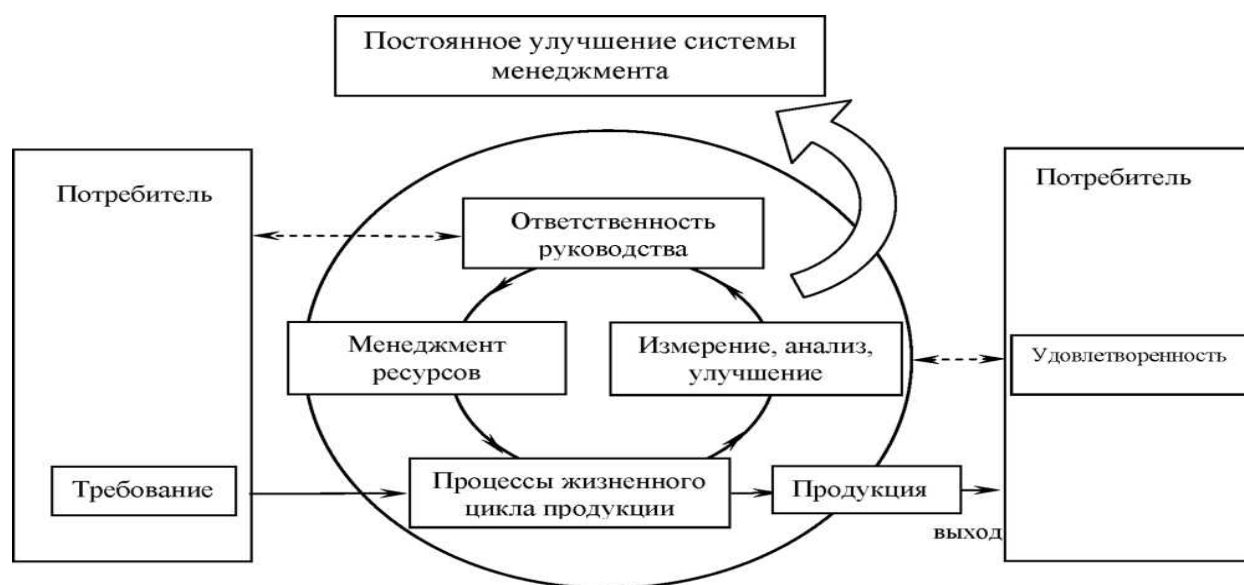 Постоянное улучшение системы
менеджмента
Потребитель
Потребитель
Ответственность
руководства
Менеджмент
ресурсов
Измерение, анализ,
улучшение
Удовлетворенность
Требование
Процессы жизненного
цикла продукции
Продукция
выход